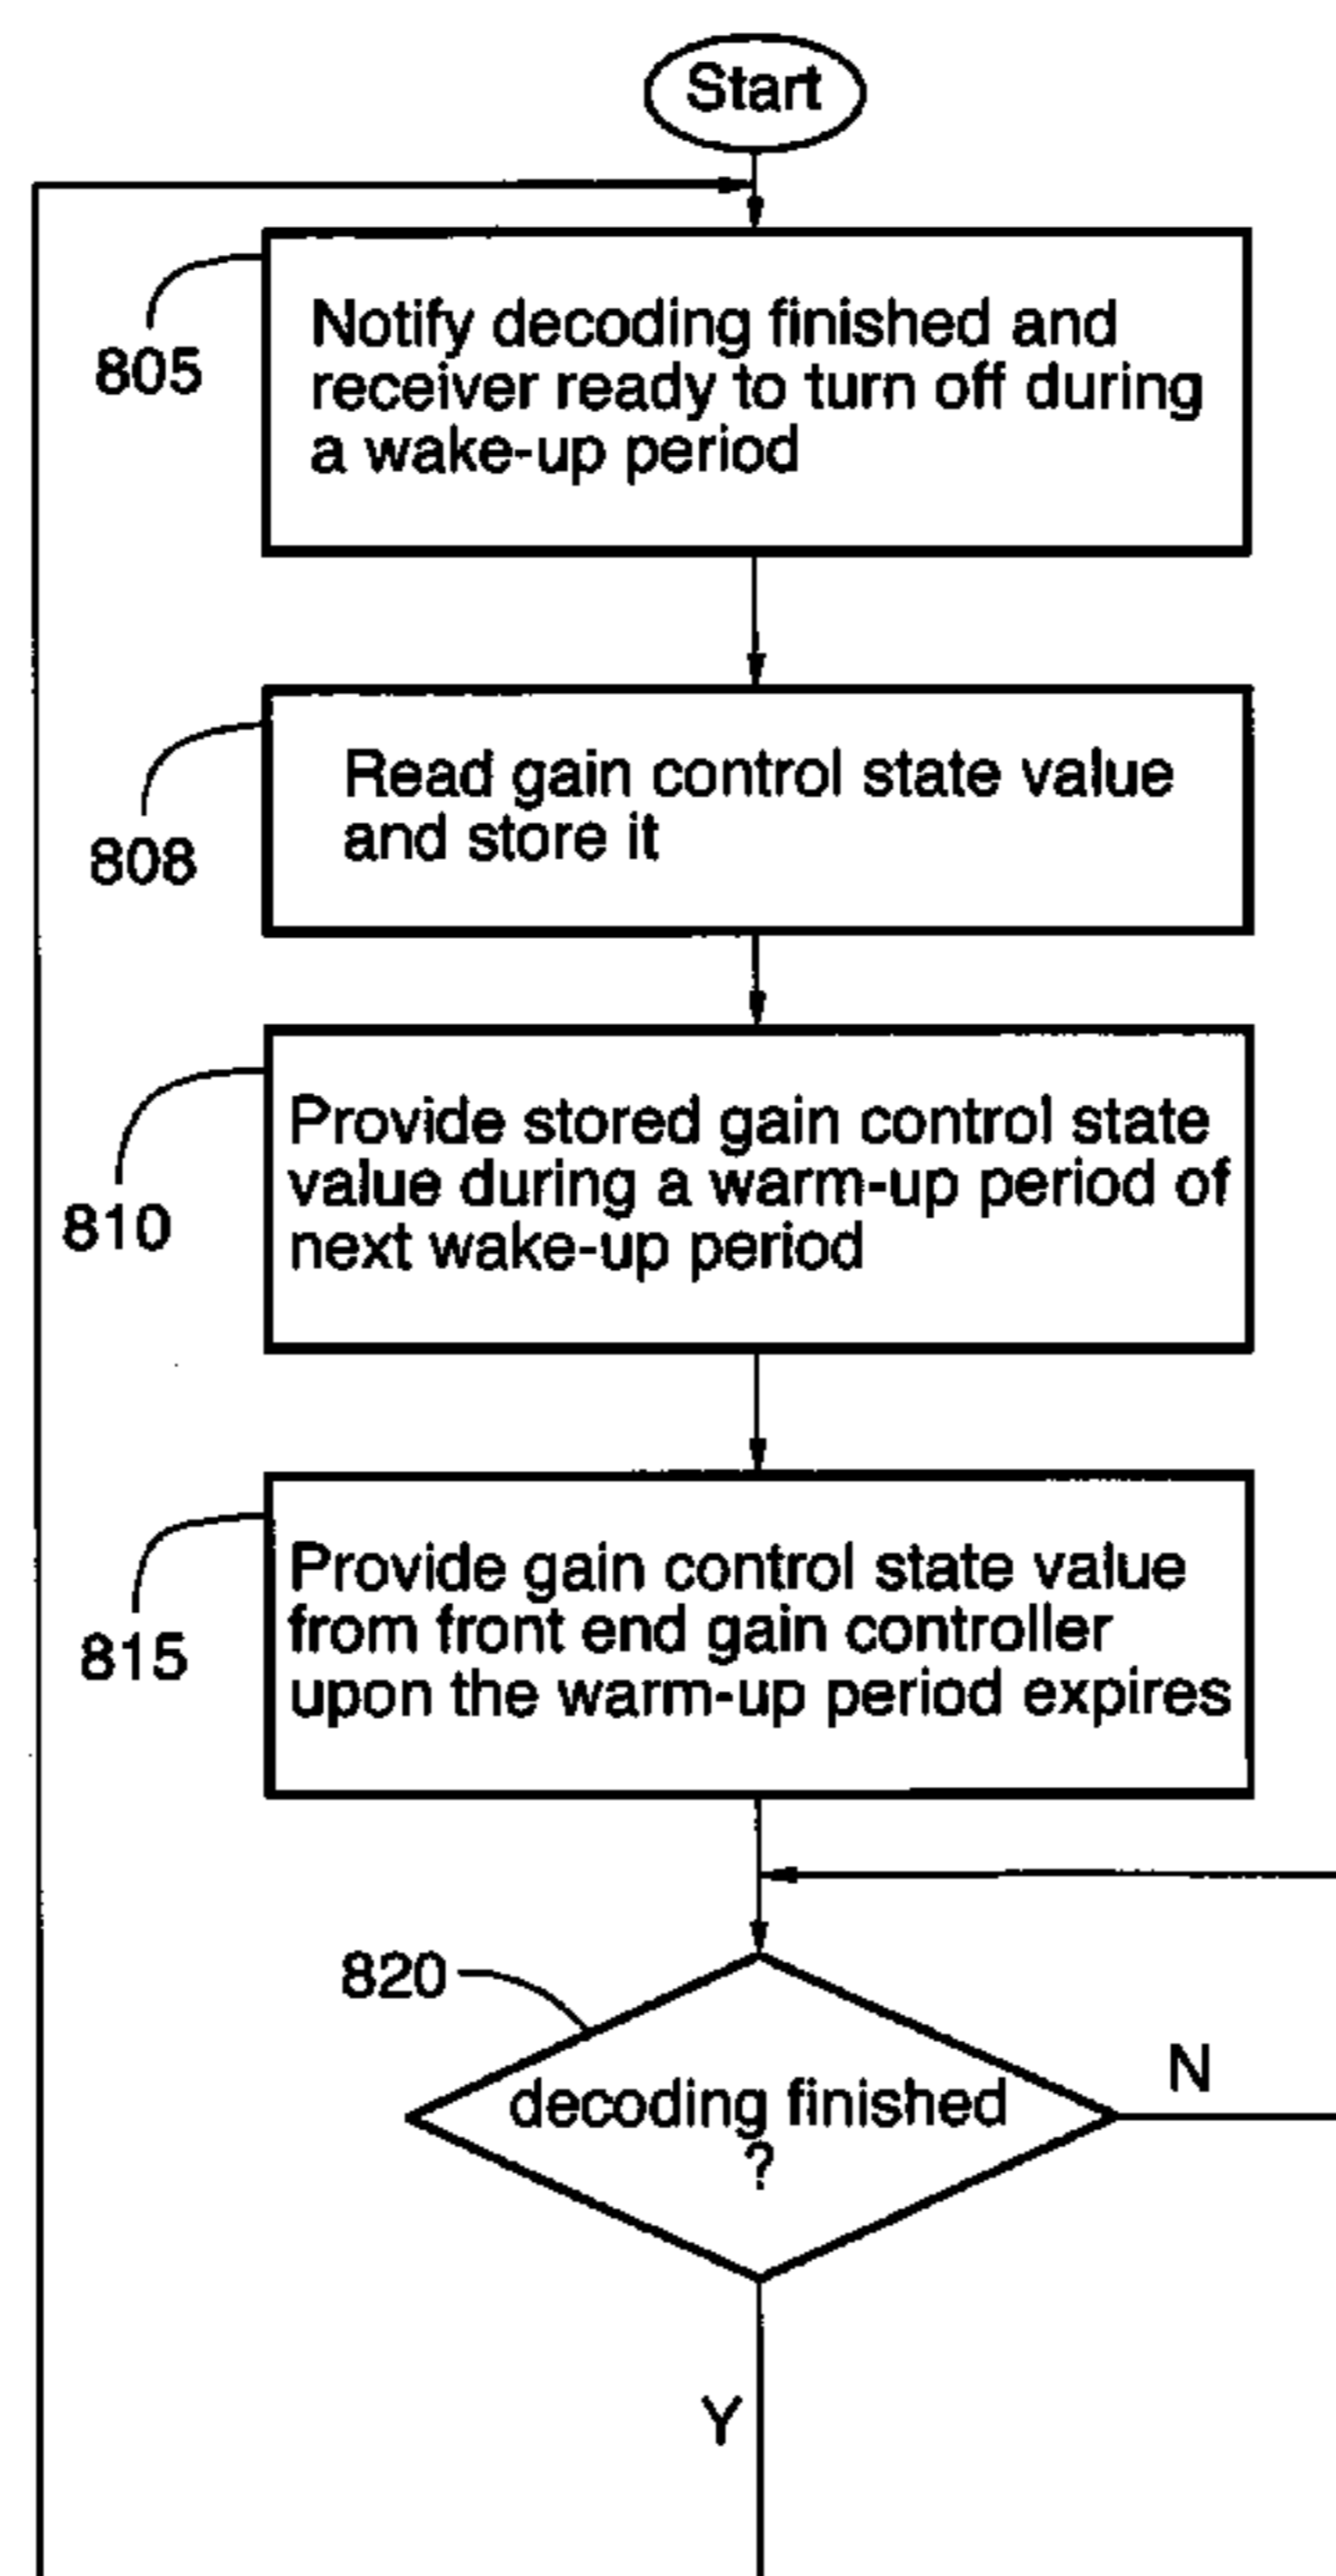 Start
Notify decoding finished and
receiver ready to turn off during
a wake-up period
805
Read gain control state value
and store it
808
Provide stored gain control state
value during a warm-up period of
next wake-up period
810
Provide gain control state value
from front end gain controller
upon the warm-up period expires
815
820
decoding finished
?
N
Y